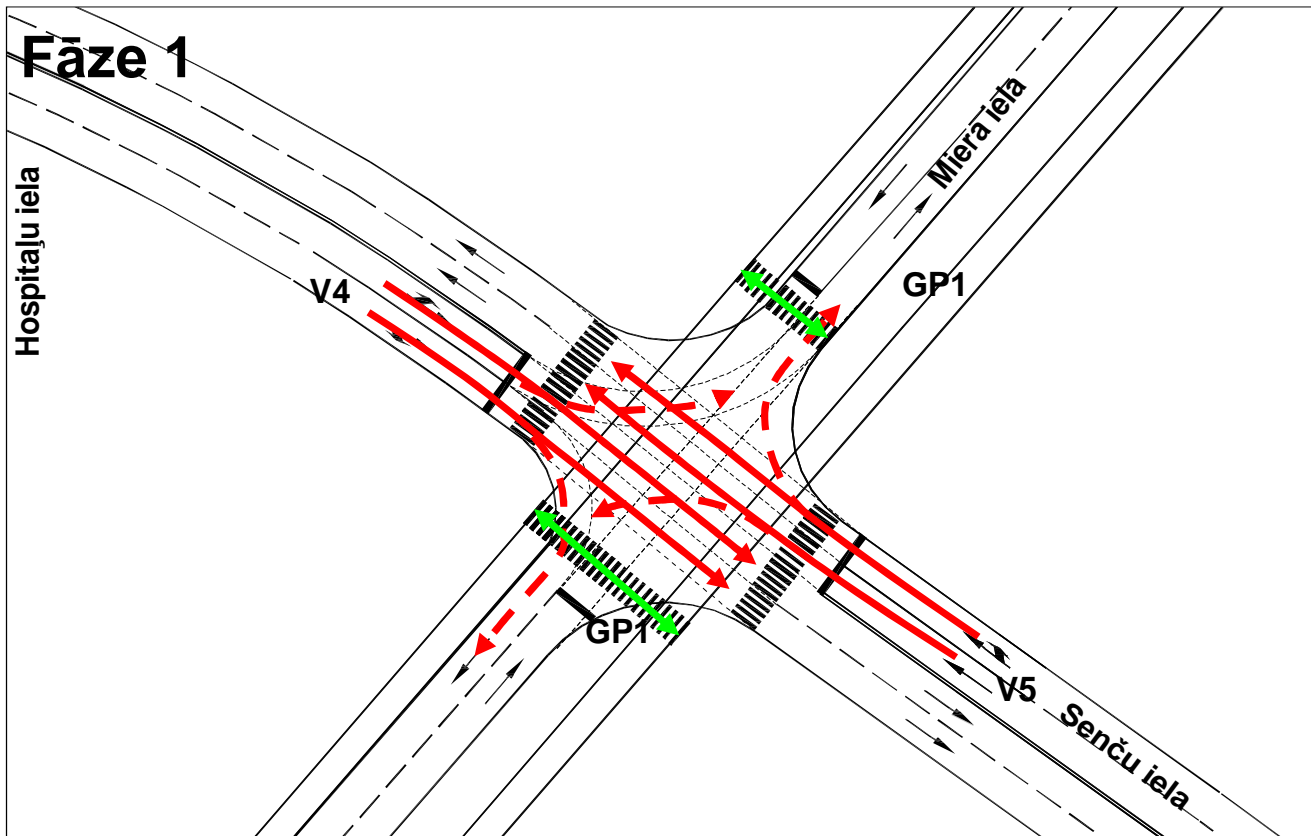 Fāze 1
Miera iela
Hospitaļu iela
V4
GP1
GP1
V5
Senču iela